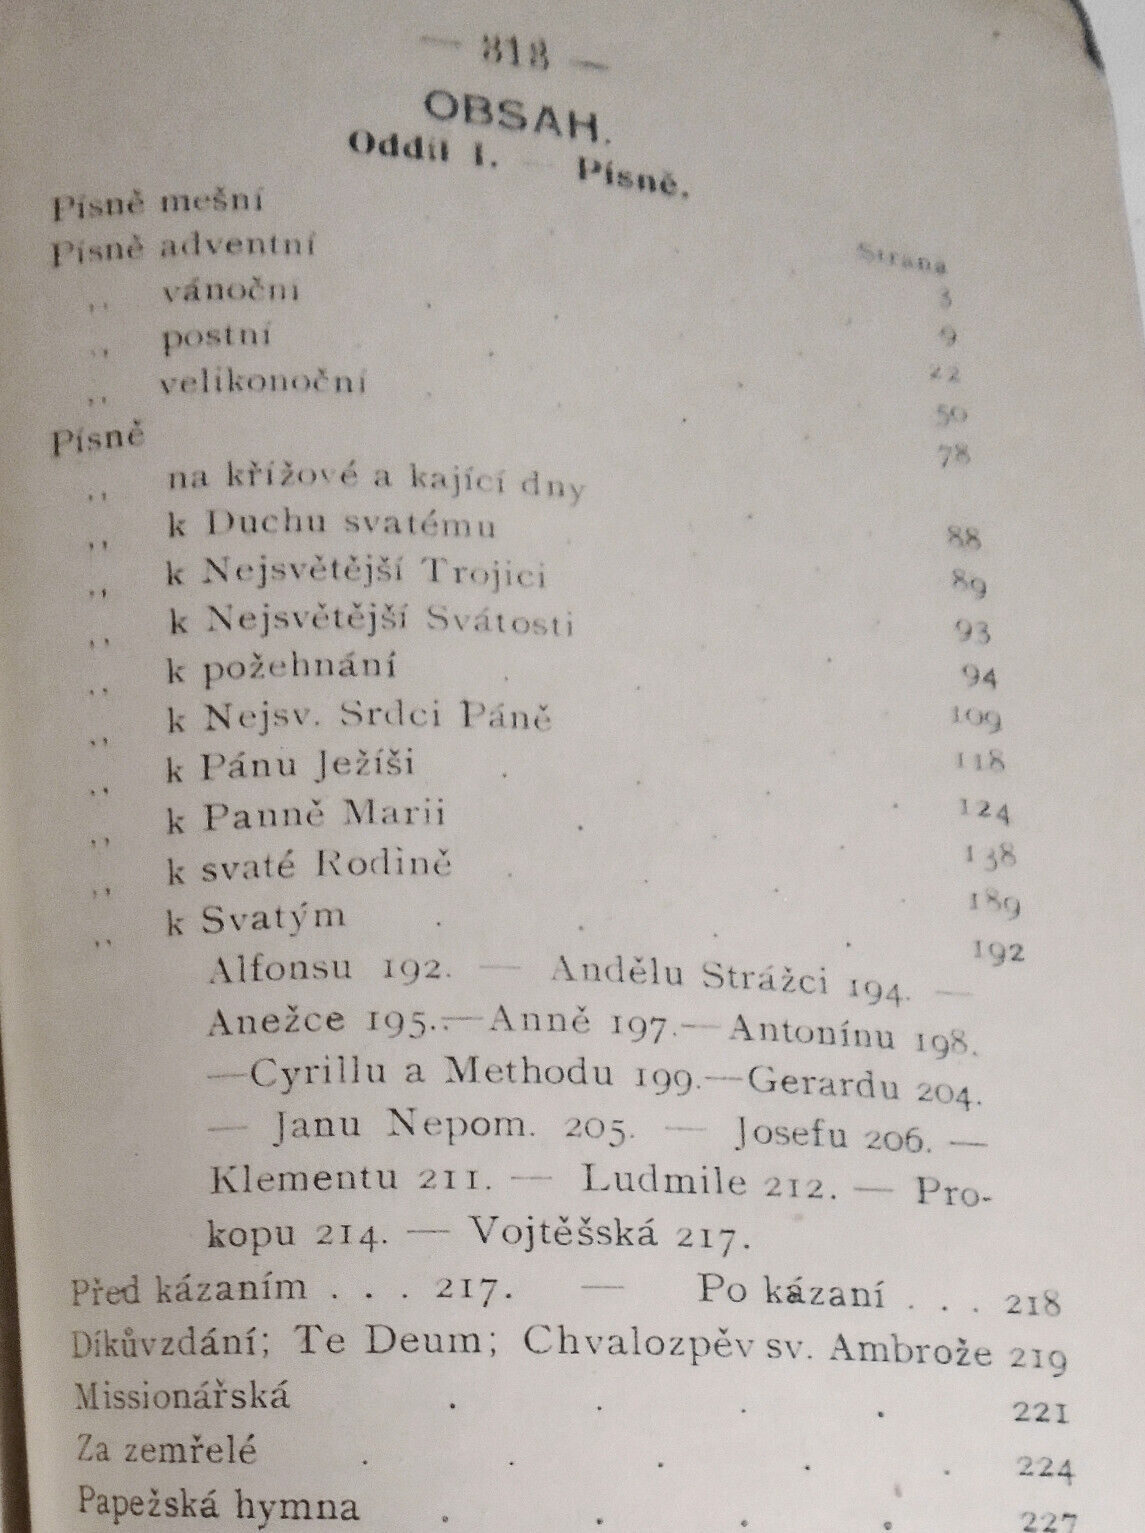 — 318 —
OBSAH.
Oddíl I. — Písně.
Strana
Písně mešní . . . 3
Písně adventní . . . 9
,, vánoční . . . 22
,, postní . . . 50
,, velikonoční . . . 78
Písně
,, na křížové a kající dny . 88
,, k Duchu svatému . . . 89
,, k Nejsvětější Trojici . . 93
,, k Nejsvětější Svátosti . 94
,, k požehnání . . . 109
,, k Nejsv. Srdci Páně . . 118
,, k Pánu Ježíši . . . . 124
,, k Panně Marii . . . 138
,, k svaté Rodině . . . . 189
,, k Svatým . . . . 192
Alfonsu 192. — Andělu Strážci 194. —
Anežce 195. — Anně 197. — Antonínu 198.
— Cyrillu a Methodu 199. — Gerardu 204.
— Janu Nepom. 205. — Josefu 206. —
Klementu 211. — Ludmile 212. — Pro-
kopu 214. — Vojtěšská 217.
Před kázaním . . . 217. — Po kázaní . . . 218
Díkůvzdání; Te Deum; Chvalozpěv sv. Ambrože 219
Missionářská . . . . 221
Za zemřelé . . . . . 224
Papežská hymna . . . . 227